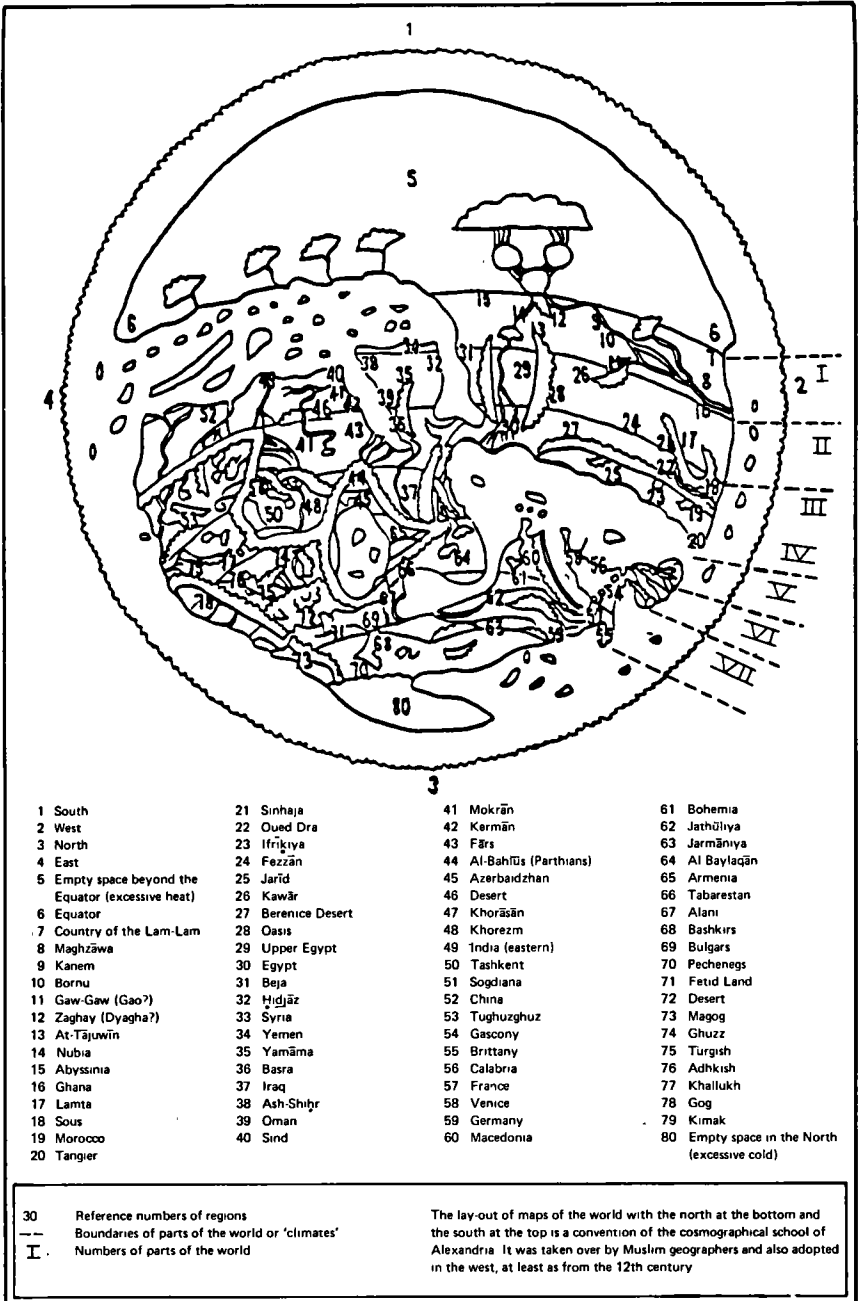 1
5
6
6
4
2
3
80
I
II
III
IV
V
VI
VII
1 South
2 West
3 North
4 East
5 Empty space beyond the
Equator (excessive heat)
6 Equator
7 Country of the Lam-Lam
8 Maghzāwa
9 Kanem
10 Bornu
11 Gaw-Gaw (Gao?)
12 Zaghay (Dyagha?)
13 At-Tājuwīn
14 Nubia
15 Abyssinia
16 Ghana
17 Lamta
18 Sous
19 Morocco
20 Tangier
21 Sinhaja
22 Oued Dra
23 Ifrīḳiya
24 Fezzān
25 Jarīd
26 Kawār
27 Berenice Desert
28 Oasis
29 Upper Egypt
30 Egypt
31 Beja
32 Ḥidjāz
33 Syria
34 Yemen
35 Yamāma
36 Basra
37 Iraq
38 Ash-Shiḥr
39 Oman
40 Sind
41 Mokrān
42 Kermān
43 Fārs
44 Al-Bahlūs (Parthians)
45 Azerbaidzhan
46 Desert
47 Khorāsān
48 Khorezm
49 India (eastern)
50 Tashkent
51 Sogdiana
52 China
53 Tughuzghuz
54 Gascony
55 Brittany
56 Calabria
57 France
58 Venice
59 Germany
60 Macedonia
61 Bohemia
62 Jathūliya
63 Jarmāniya
64 Al Baylaqān
65 Armenia
66 Tabarestan
67 Alani
68 Bashkirs
69 Bulgars
70 Pechenegs
71 Fetid Land
72 Desert
73 Magog
74 Ghuzz
75 Turgish
76 Adhkish
77 Khallukh
78 Gog
79 Kimak
80 Empty space in the North
(excessive cold)
30 Reference numbers of regions
--- Boundaries of parts of the world or 'climates'
I . Numbers of parts of the world
The lay-out of maps of the world with the north at the bottom and
the south at the top is a convention of the cosmographical school of
Alexandria It was taken over by Muslim geographers and also adopted
in the west, at least as from the 12th century